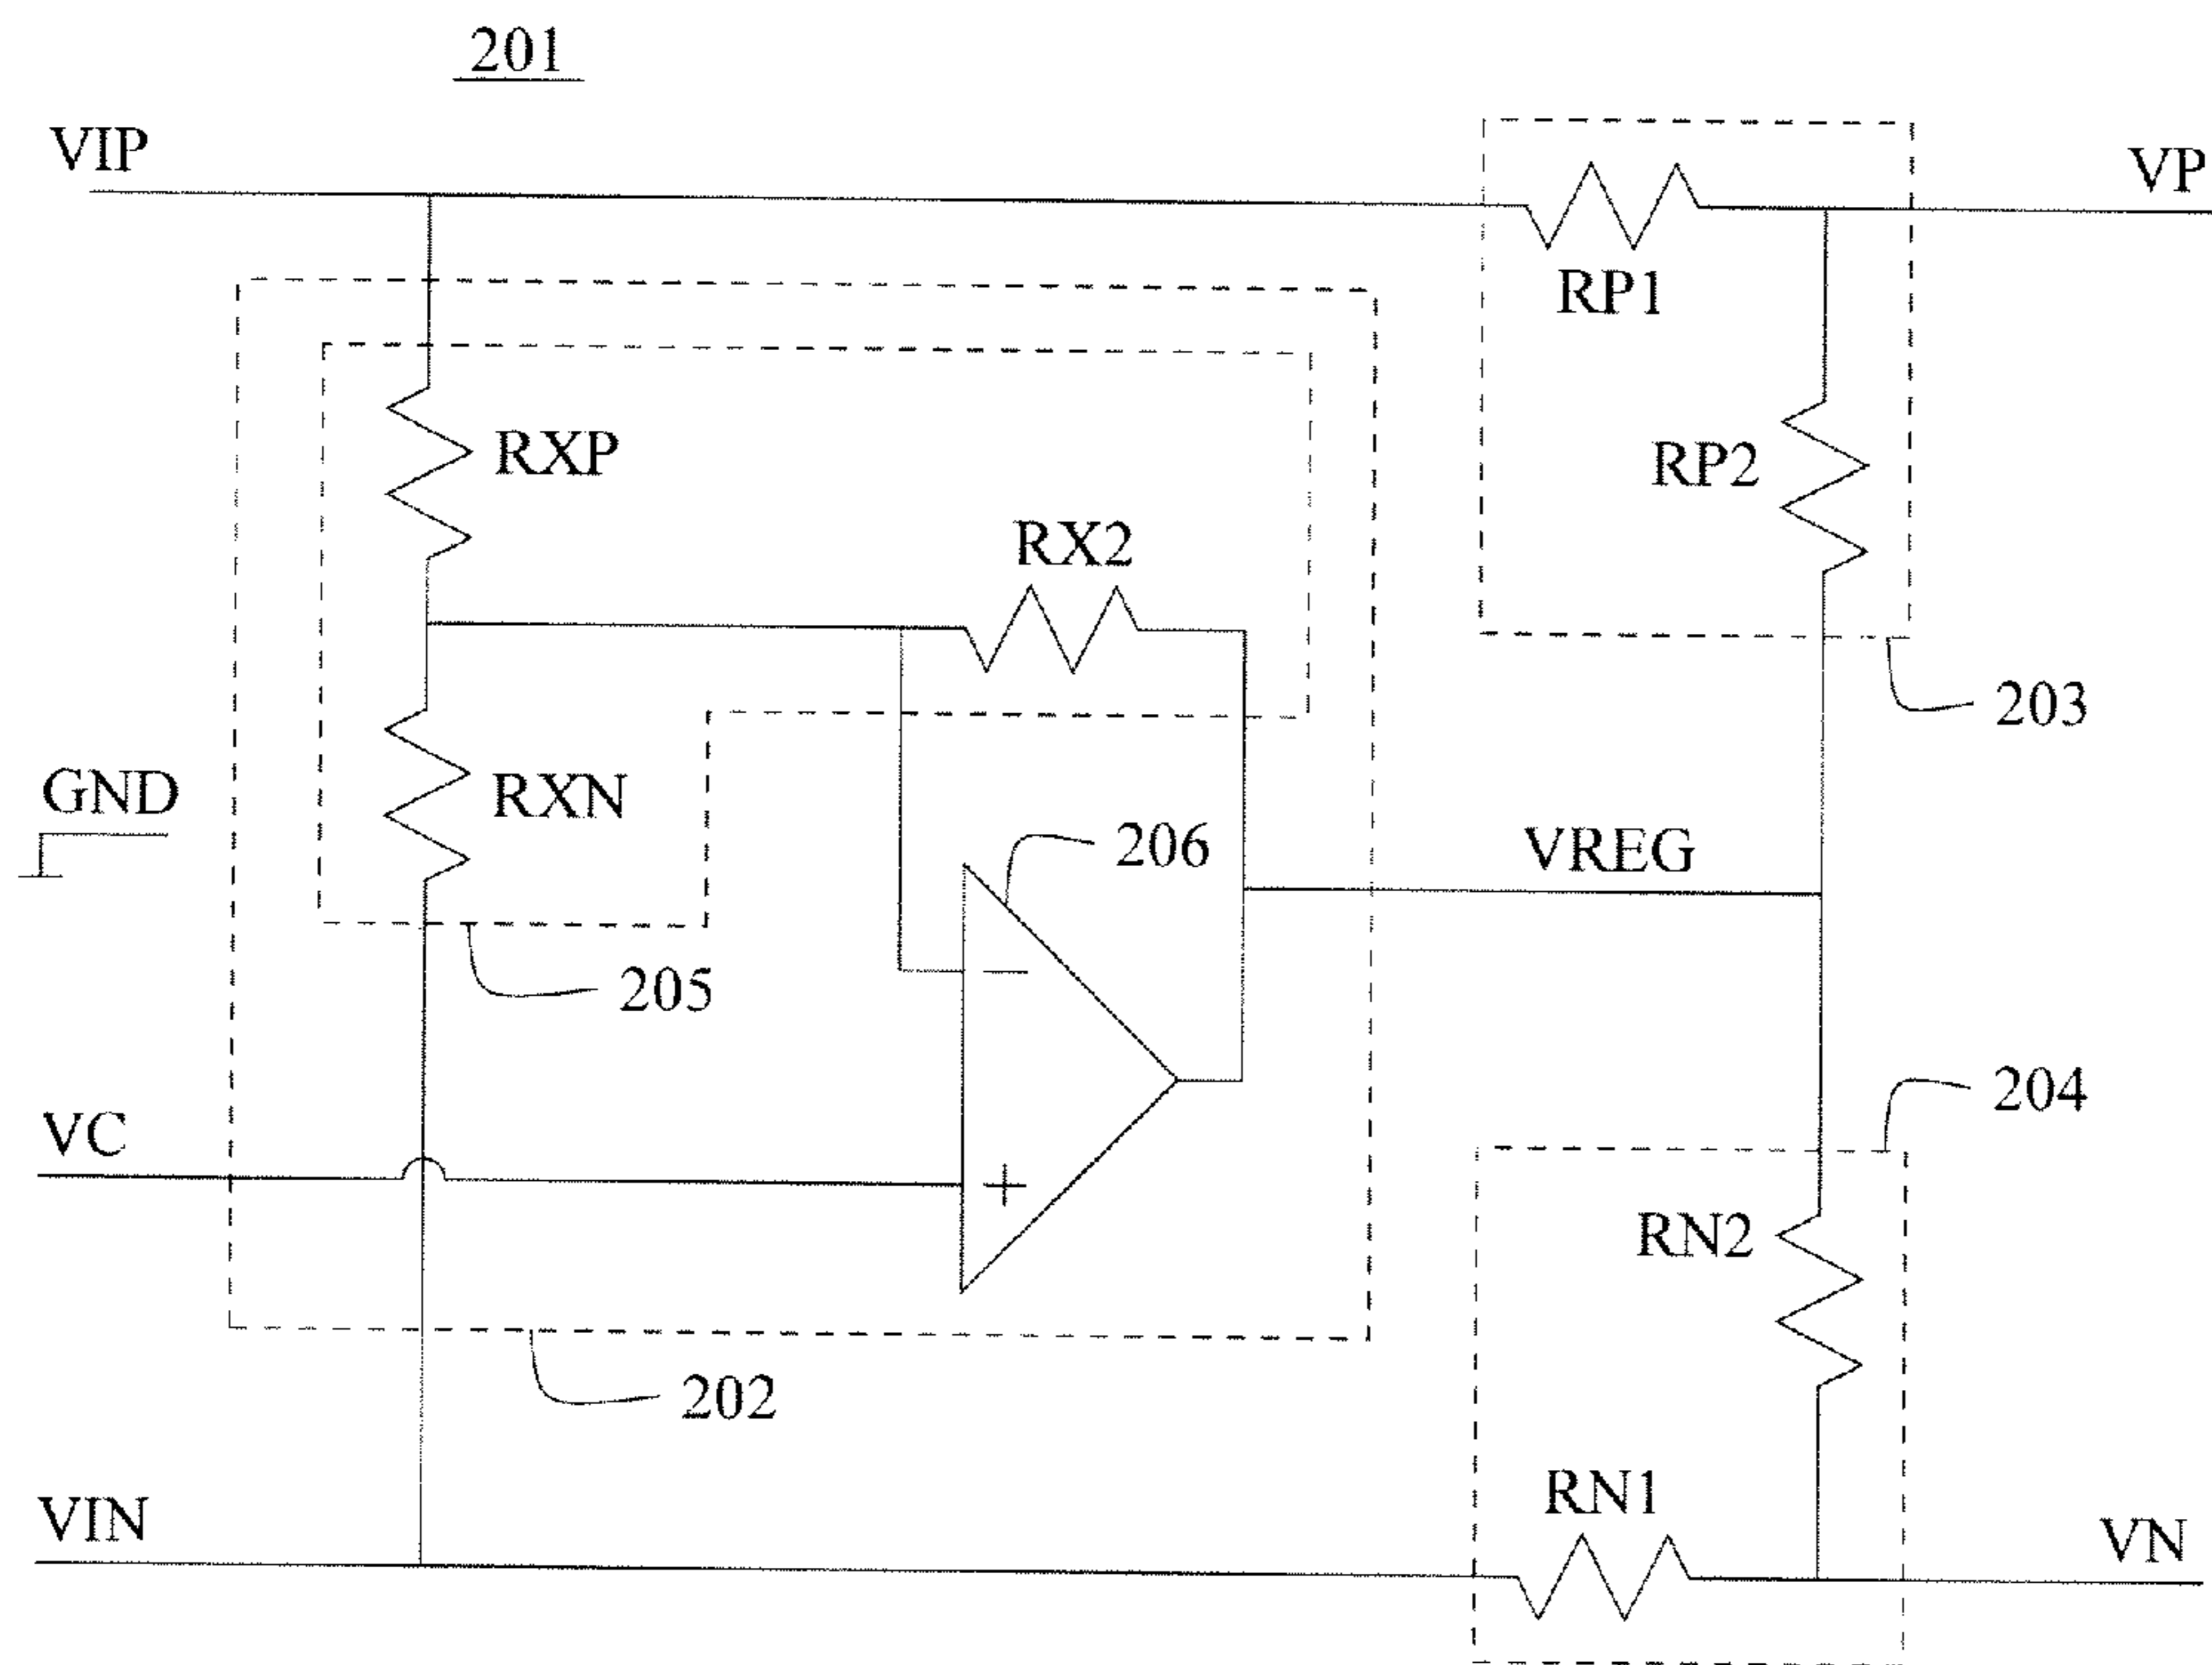 201
VIP
VP
RP1
RXP
RP2
RX2
203
GND
RXN
206
VREG
205
204
VC
RN2
202
RN1
VIN
VN
−
+